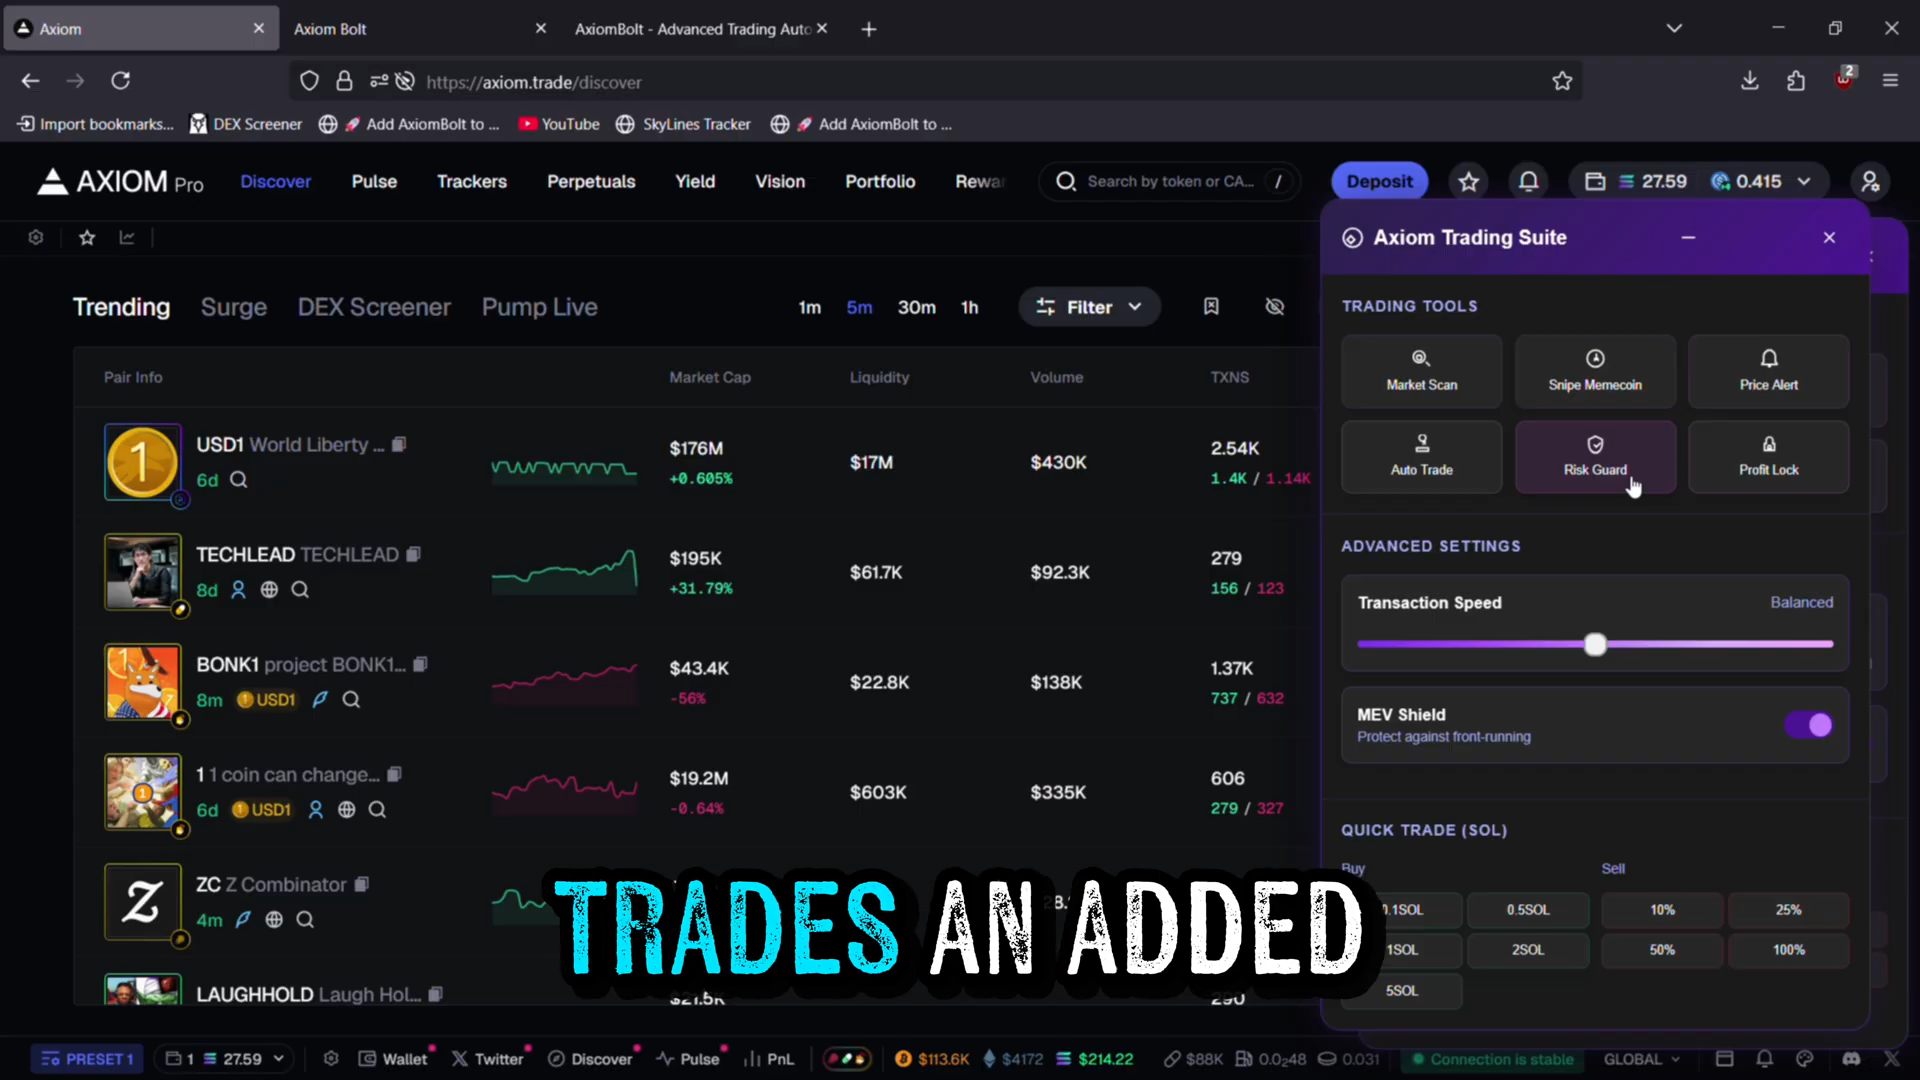 Axiom
Axiom Bolt
AxiomBolt - Advanced Trading Auto
https://axiom.trade/discover
2
Import bookmarks...
DEX Screener
🚀 Add AxiomBolt to ...
YouTube
SkyLines Tracker
🚀 Add AxiomBolt to ...
AXIOM Pro
Discover
Pulse
Trackers
Perpetuals
Yield
Vision
Portfolio
Rewar
Search by token or CA...
/
Deposit
27.59
0.415
Trending
Surge
DEX Screener
Pump Live
1m
5m
30m
1h
Filter
Pair Info
Market Cap
Liquidity
Volume
TXNS
1
USD1 World Liberty ...
6d
$176M
+0.605%
$17M
$430K
2.54K
1.4K / 1.14K
TECHLEAD TECHLEAD
8d
$195K
+31.79%
$61.7K
$92.3K
279
156 / 123
BONK1 project BONK1...
8m
USD1
$43.4K
-56%
$22.8K
$138K
1.37K
737 / 632
1 1 coin can change...
6d
USD1
$19.2M
-0.64%
$603K
$335K
606
279 / 327
Z
ZC Z Combinator
4m
LAUGHHOLD Laugh Hol...
$21.5K
290
TRADES AN ADDED
Axiom Trading Suite
TRADING TOOLS
Market Scan
Snipe Memecoin
Price Alert
Auto Trade
Risk Guard
Profit Lock
ADVANCED SETTINGS
Transaction Speed
Balanced
MEV Shield
Protect against front-running
QUICK TRADE (SOL)
Buy
Sell
0.1SOL
0.5SOL
10%
25%
1SOL
2SOL
50%
100%
5SOL
PRESET 1
1
27.59
Wallet
Twitter
Discover
Pulse
PnL
$113.6K
$4172
$214.22
$88K
0.0₂48
0.031
Connection is stable
GLOBAL